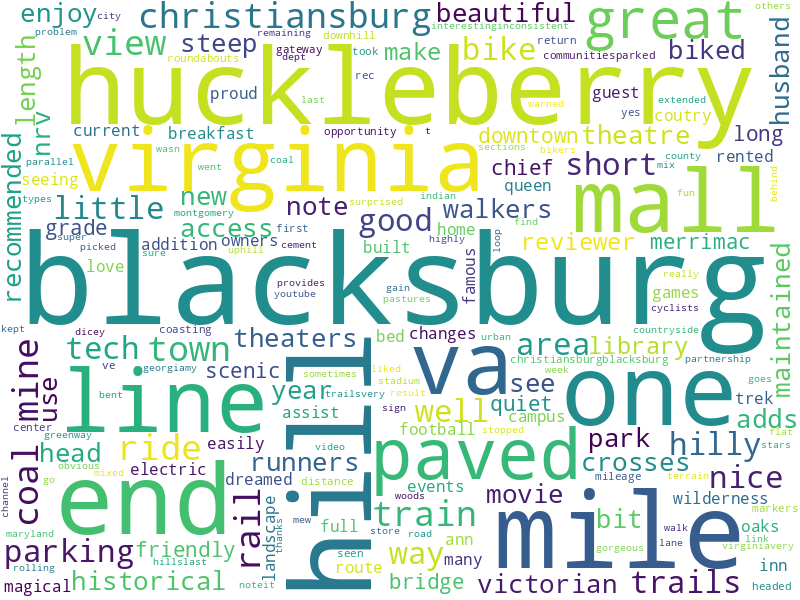 enjoy
city
christiansburg
beautiful
downhill
great
interestinginconsistent
others
problem
remaining
took
return
husband
length
view
steep
gateway
dept
make
bike
communitiesparked
biked
roundabouts
huckleberry
proud
rec
guest
coutry
last
warned
yes
extended
nrv
current
breakfast
opportunity
t
downtown
theatre
long
recommended
parallel
wasn
bikers
sections
county
seeing
virginia
went
coal
chief
short
mix
rented
types
indian
queen
fun
mall
behind
new
montgomery
surprised
little
note
good
walkers
find
access
grade
addition
owners
first
home
highly
loop
reviewer
merrimac
super
uphill
cement
built
love
picked
sure
provides
gain
famous
games
really
youtube
pastures
cyclists
maintained
blacksburg
kept
dicey
coasting
theaters
bed
changes
urban
countryside
tech
town
va
area
library
partnership
georgiamy
scenic
sometimes
liked
christiansburgblacksburg
week
goes
mine
use
ve
stadium
see
one
trek
line
year
trailsvery
result
well
quiet
campus
adds
bent
assist
sign
football
stopped
flat
center
head
ride
easily
video
park
hilly
stars
greenway
runners
paved
crosses
obvious
electric
mileage
nice
coal
go
mixed
dreamed
distance
events
movie
terrain
wilderness
channel
end
hill
woods
mile
markers
maryland
rail
landscape
full
train
bit
oaks
mew
store
road
walk
link
parking
friendly
thanks
seen
way
ann
lane
virginiavery
rolling
hillslast
route
bridge
many
gorgeous
inn
magical
historical
noteit
victorian
trails
headed